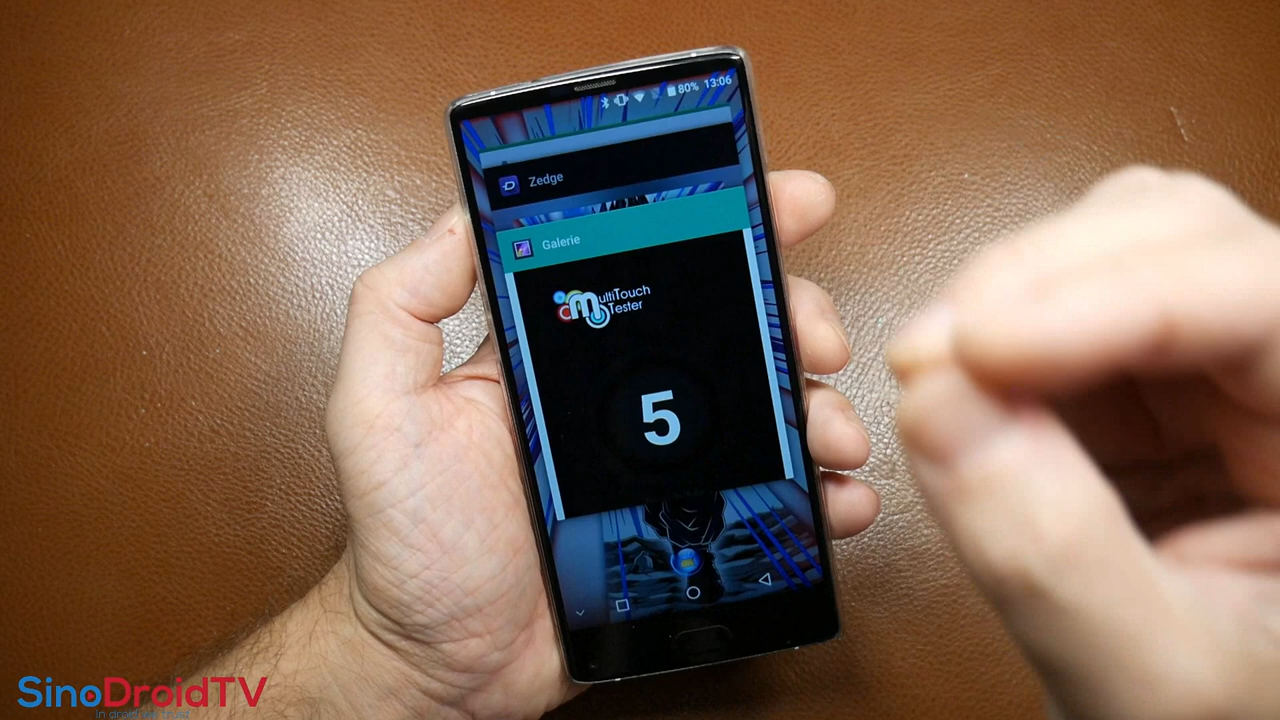 80% 13:06
Zedge
Galerie
MultiTouch
Tester
5
SinoDroidTV